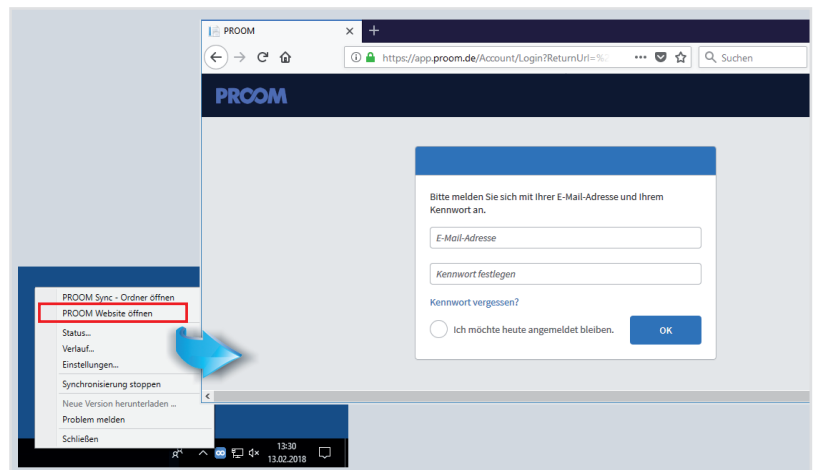 PROOM
https://app.proom.de/Account/Login?ReturnUrl=%
Suchen
PROOM
Bitte melden Sie sich mit Ihrer E-Mail-Adresse und Ihrem
Kennwort an.
E-Mail-Adresse
Kennwort festlegen
Kennwort vergessen?
Ich möchte heute angemeldet bleiben.
OK
PROOM Sync - Ordner öffnen
PROOM Website öffnen
Status...
Verlauf...
Einstellungen...
Synchronisierung stoppen
Neue Version herunterladen ...
Problem melden
Schließen
13:30
13.02.2018